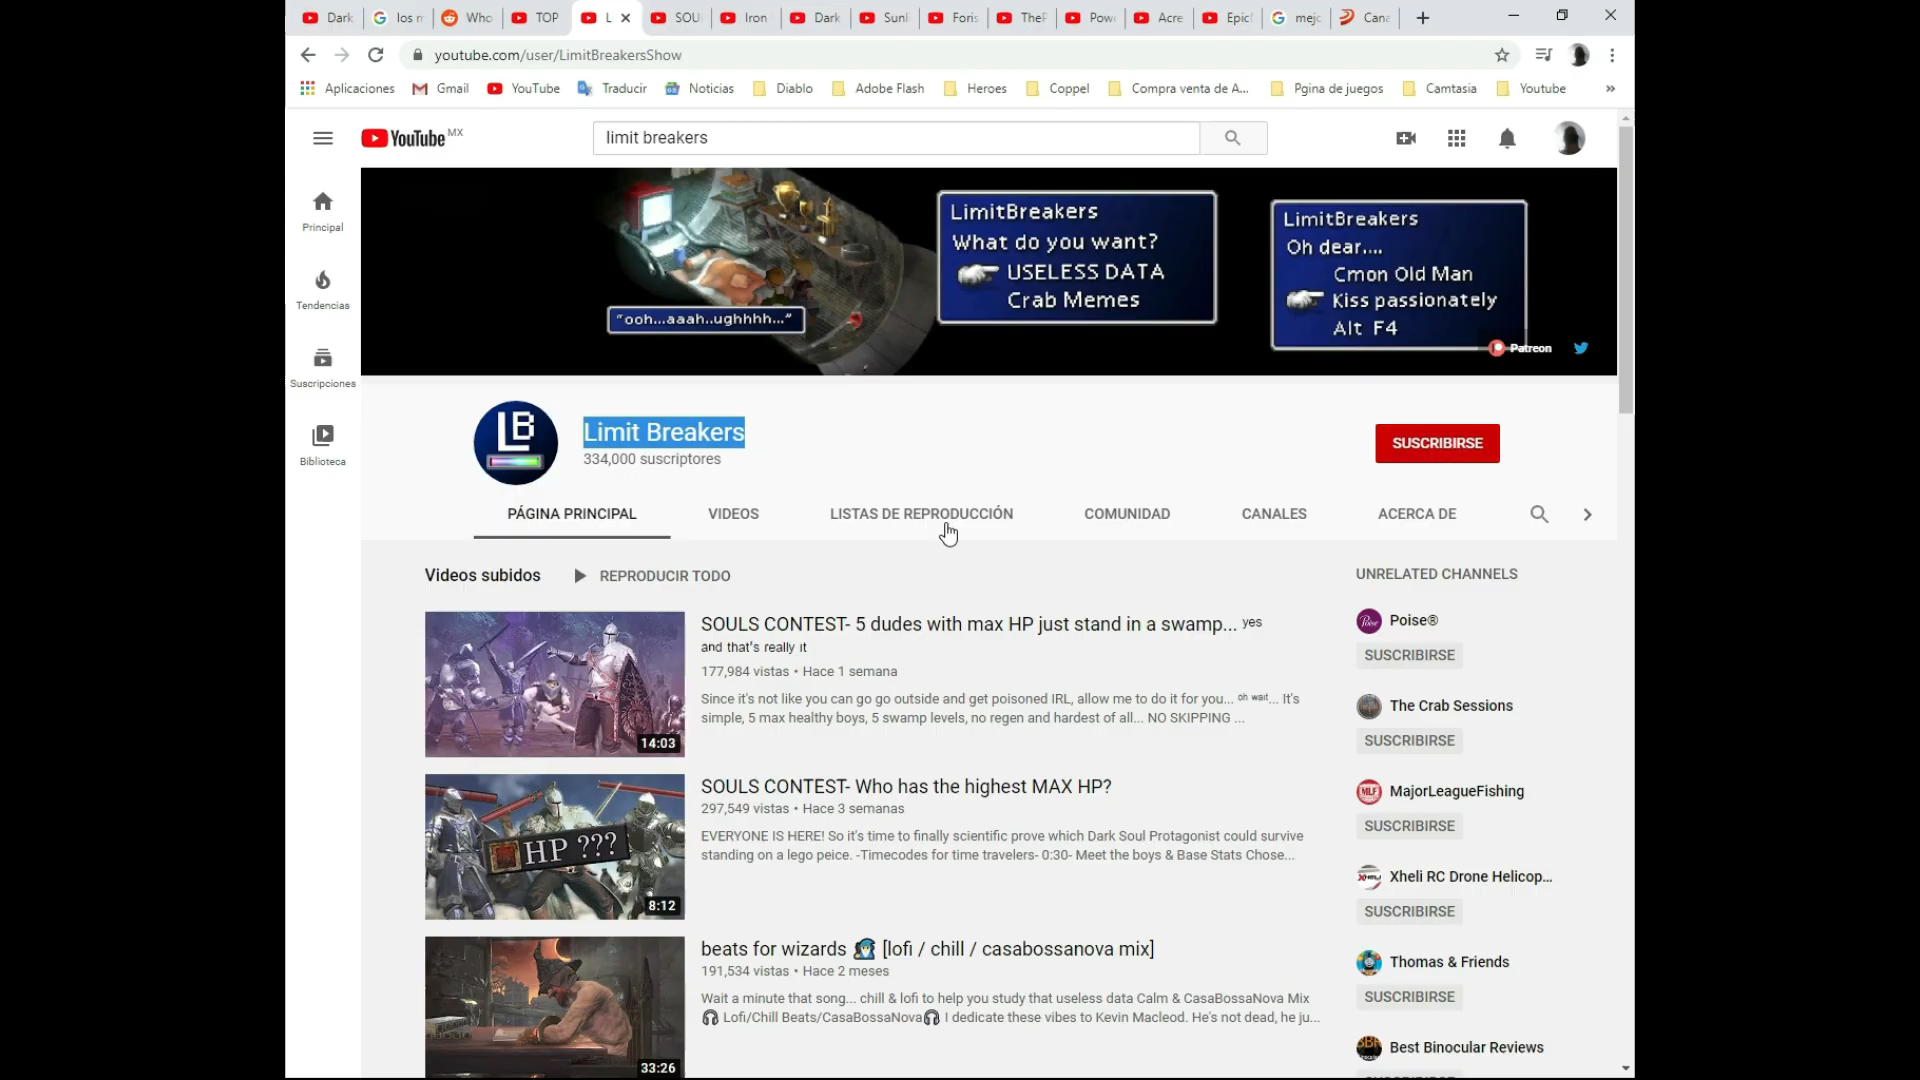 Dark
los n
Who
TOP
L
SOU
Iron
Dark
Sunl
Foris
TheF
Pow
Acre
Epic!
mejo
Cana
youtube.com/user/LimitBreakersShow
Aplicaciones
Gmail
YouTube
Traducir
Noticias
Diablo
Adobe Flash
Heroes
Coppel
Compra venta de A...
Pgina de juegos
Camtasia
Youtube
»
YouTube MX
limit breakers
Principal
Tendencias
Suscripciones
Biblioteca
"ooh...aaah..ughhhh..."
LimitBreakers
What do you want?
USELESS DATA
Crab Memes
LimitBreakers
Oh dear....
Cmon Old Man
Kiss passionately
Alt F4
Patreon
LB
Limit Breakers
334,000 suscriptores
SUSCRIBIRSE
PÁGINA PRINCIPAL
VIDEOS
LISTAS DE REPRODUCCIÓN
COMUNIDAD
CANALES
ACERCA DE
Videos subidos
REPRODUCIR TODO
SOULS CONTEST- 5 dudes with max HP just stand in a swamp... yes
and that's really it
177,984 vistas • Hace 1 semana
Since it's not like you can go go outside and get poisoned IRL, allow me to do it for you... oh wait... It's
simple, 5 max healthy boys, 5 swamp levels, no regen and hardest of all... NO SKIPPING ...
14:03
SOULS CONTEST- Who has the highest MAX HP?
297,549 vistas • Hace 3 semanas
EVERYONE IS HERE! So it's time to finally scientific prove which Dark Soul Protagonist could survive
standing on a lego peice. -Timecodes for time travelers- 0:30- Meet the boys & Base Stats Chose...
HP ???
8:12
beats for wizards 🧙 [lofi / chill / casabossanova mix]
191,534 vistas • Hace 2 meses
Wait a minute that song... chill & lofi to help you study that useless data Calm & CasaBossaNova Mix
🎧 Lofi/Chill Beats/CasaBossaNova🎧 I dedicate these vibes to Kevin Macleod. He's not dead, he ju...
33:26
UNRELATED CHANNELS
Poise®
SUSCRIBIRSE
The Crab Sessions
SUSCRIBIRSE
MLF
MajorLeagueFishing
SUSCRIBIRSE
Xheli RC Drone Helicop...
SUSCRIBIRSE
Thomas & Friends
SUSCRIBIRSE
Best Binocular Reviews
SUSCRIBIRSE